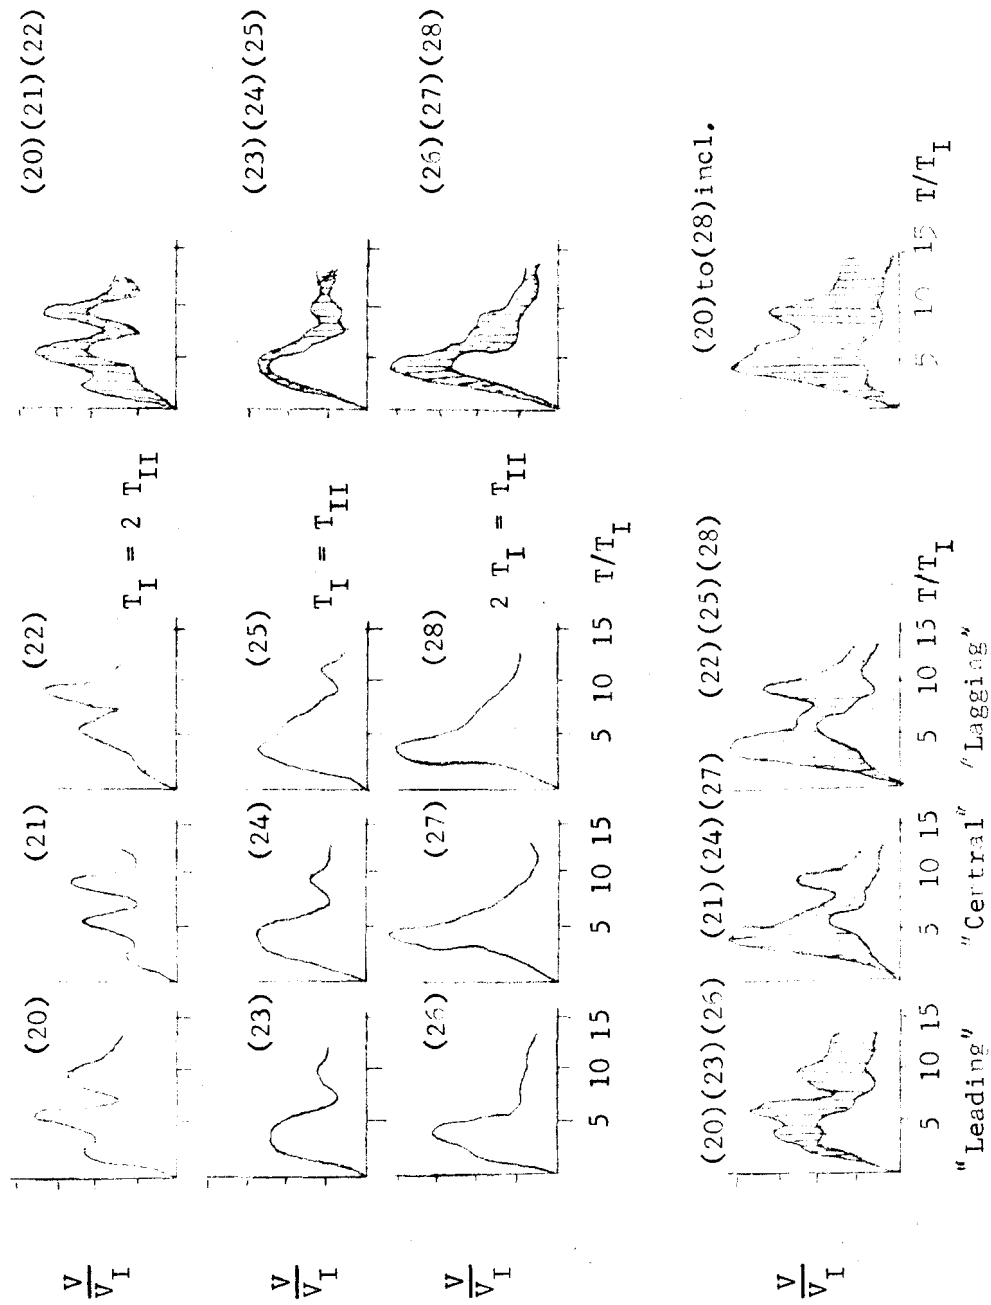 (20) (21) (22) (20)(21)(22)
V/V_I
T_I = 2 T_II
(23) (24) (25) (23)(24)(25)
V/V_I
T_I = T_II
(26) (27) (28) (26)(27)(28)
2 T_I = T_II
5 10 15 5 10 15 5 10 15 T/T_I
(20)(23)(26) (21)(24)(27) (22)(25)(28) (20)to(28)incl.
V/V_I
5 10 15 5 10 15 5 10 15 T/T_I 5 10 15 T/T_I
"Leading" "Central" "Lagging"